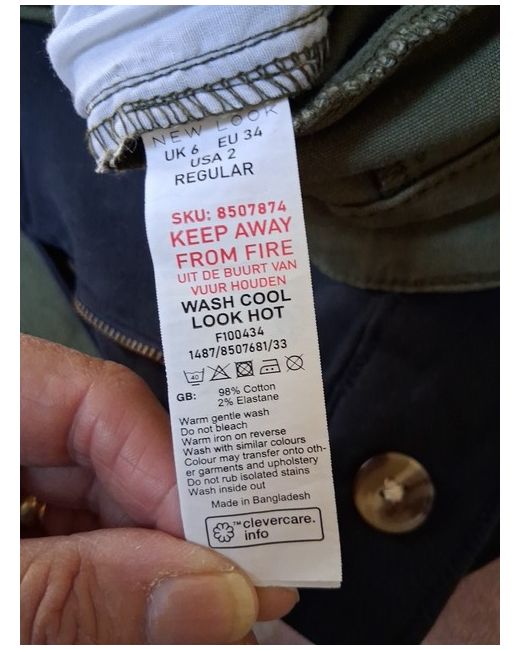 NEW LOOK
UK 6 EU 34
USA 2
REGULAR
SKU: 8507874
KEEP AWAY
FROM FIRE
UIT DE BUURT VAN
VUUR HOUDEN
WASH COOL
LOOK HOT
F100434
1487/8507681/33
40
GB: 98% Cotton
2% Elastane
Warm gentle wash
Do not bleach
Warm iron on reverse
Wash with similar colours
Colour may transfer onto oth-
er garments and upholstery
Do not rub isolated stains
Wash inside out
Made in Bangladesh
™clevercare.
info